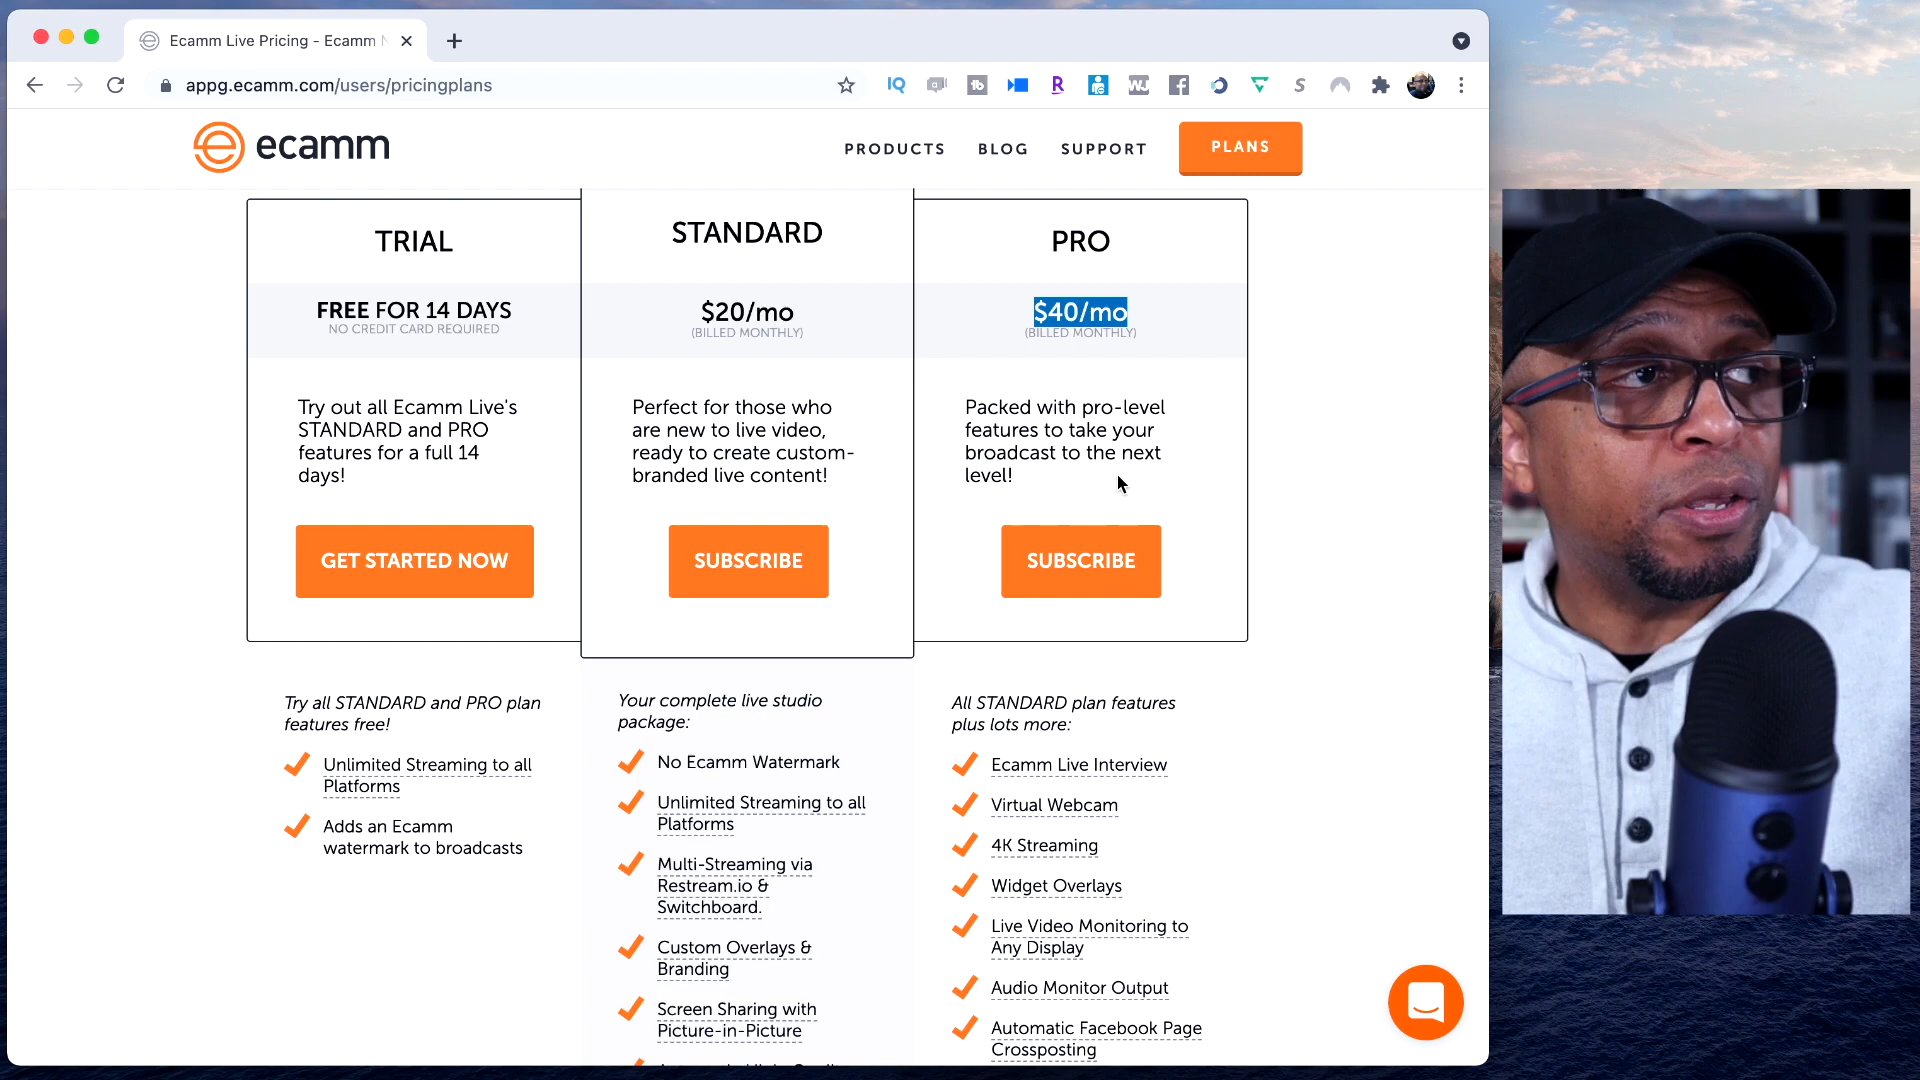 Ecamm Live Pricing - Ecamm
appg.ecamm.com/users/pricingplans
ecamm
PRODUCTS
BLOG
SUPPORT
PLANS
TRIAL
FREE FOR 14 DAYS
NO CREDIT CARD REQUIRED
Try out all Ecamm Live's
STANDARD and PRO
features for a full 14
days!
GET STARTED NOW
Try all STANDARD and PRO plan
features free!
Unlimited Streaming to all
Platforms
Adds an Ecamm
watermark to broadcasts
STANDARD
$20/mo
(BILLED MONTHLY)
Perfect for those who
are new to live video,
ready to create custom-
branded live content!
SUBSCRIBE
Your complete live studio
package:
No Ecamm Watermark
Unlimited Streaming to all
Platforms
Multi-Streaming via
Restream.io &
Switchboard.
Custom Overlays &
Branding
Screen Sharing with
Picture-in-Picture
PRO
$40/mo
(BILLED MONTHLY)
Packed with pro-level
features to take your
broadcast to the next
level!
SUBSCRIBE
All STANDARD plan features
plus lots more:
Ecamm Live Interview
Virtual Webcam
4K Streaming
Widget Overlays
Live Video Monitoring to
Any Display
Audio Monitor Output
Automatic Facebook Page
Crossposting